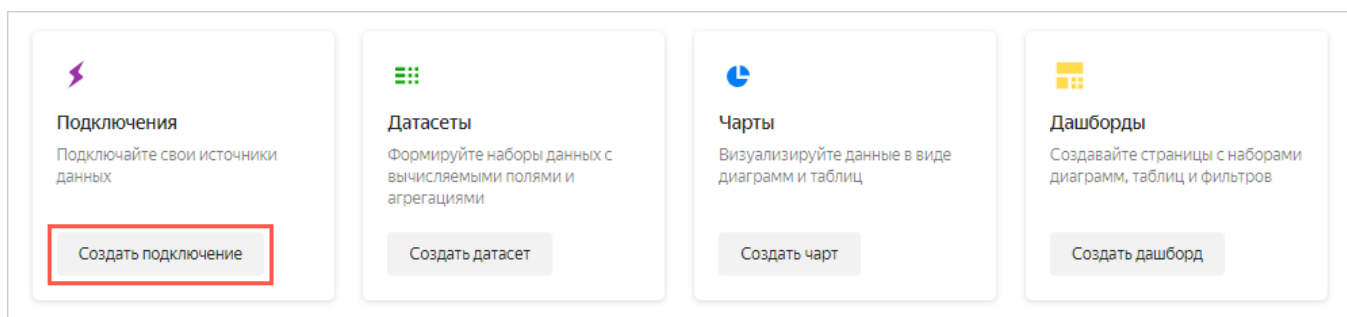 Подключения
Подключайте свои источники
данных
Создать подключение
Датасеты
Формируйте наборы данных с
вычисляемыми полями и
агрегациями
Создать датасет
Чарты
Визуализируйте данные в виде
диаграмм и таблиц
Создать чарт
Дашборды
Создавайте страницы с наборами
диаграмм, таблиц и фильтров
Создать дашборд